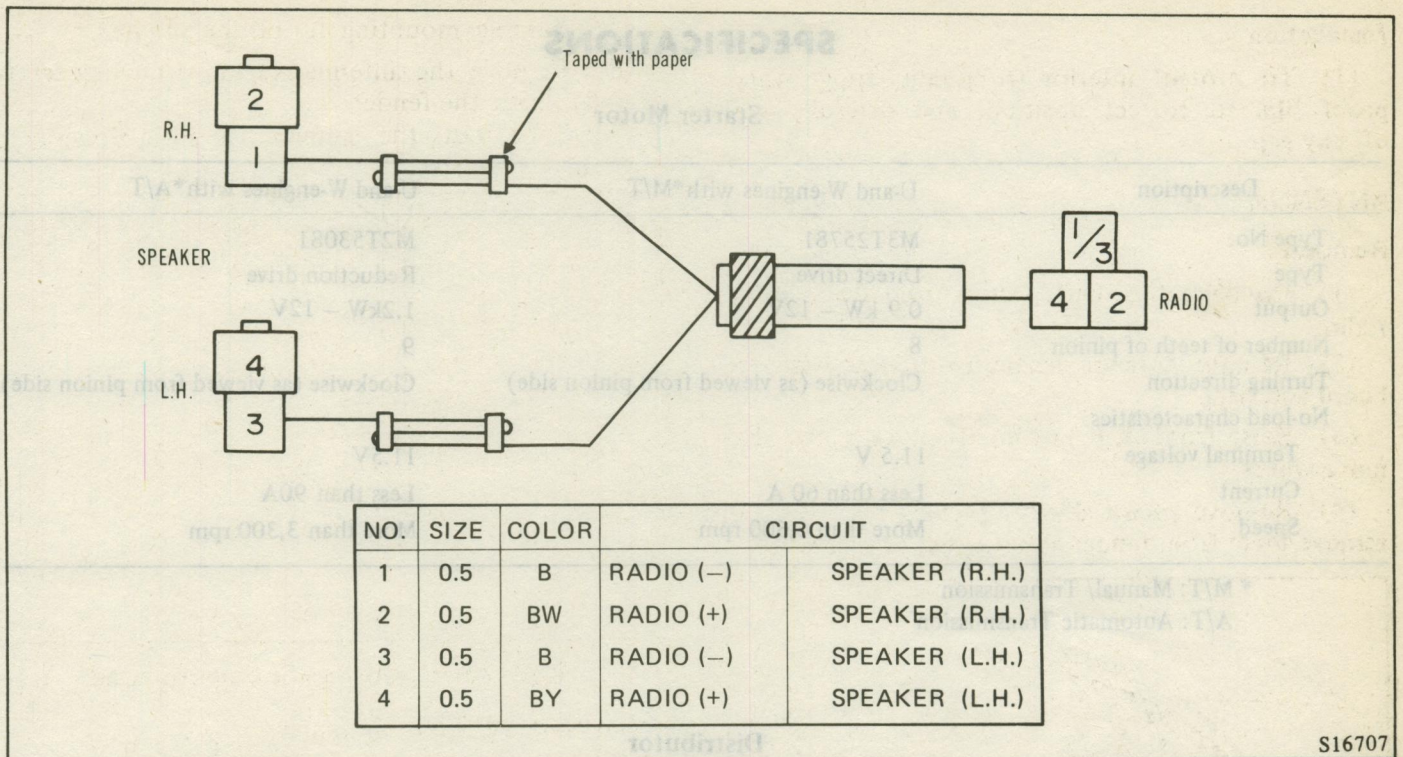 Taped with paper
2
R.H.
1
SPEAKER
4
L.H.
3
1/3
4 2 RADIO
NO. SIZE COLOR CIRCUIT
1 0.5 B RADIO (−) SPEAKER (R.H.)
2 0.5 BW RADIO (+) SPEAKER (R.H.)
3 0.5 B RADIO (−) SPEAKER (L.H.)
4 0.5 BY RADIO (+) SPEAKER (L.H.)
S16707
SPECIFICATIONS
Starter Motor
Description U-and W-engines with*M/T U-and W-engines with*A/T
Type No. M3T25781 M2T53081
Type Direct drive Reduction drive
Output 0.9 kW – 12V 1.2kW – 12V
Number of teeth of pinion 8 9
Turning direction Clockwise (as viewed from pinion side) Clockwise (as viewed from pinion side)
No-load characteristics
Terminal voltage 11.5 V 11.5V
Current Less than 60 A Less than 90A
Speed More than rpm More than 3,300 rpm
* M/T: Manual/ Transmission
A/T: Automatic Transmission
Distributor